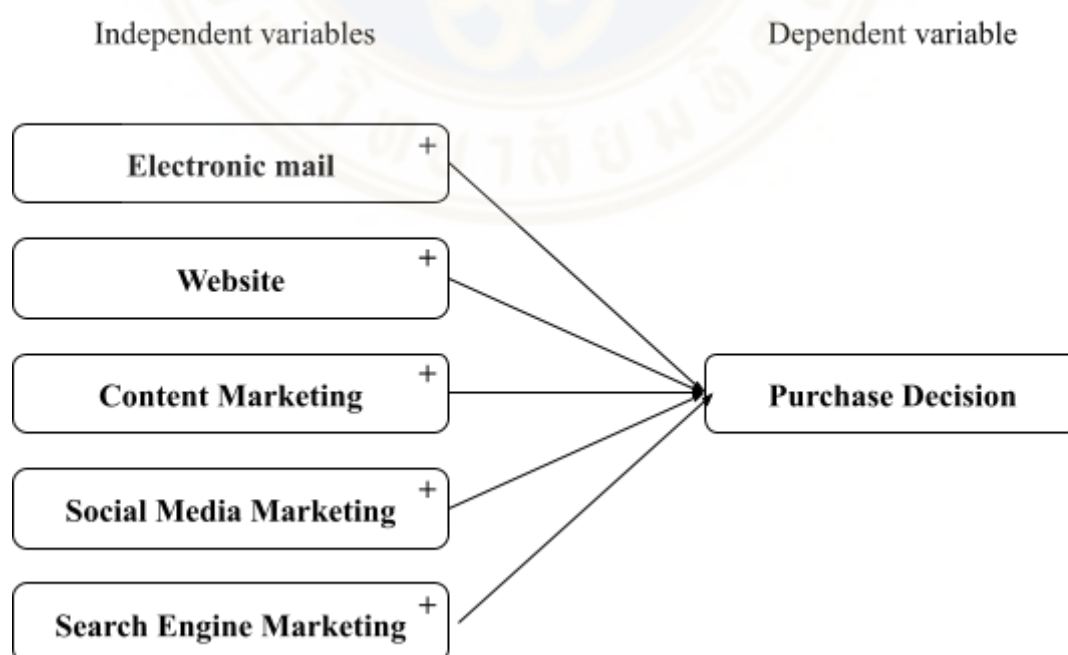 Independent variables
Dependent variable
Electronic mail +
Website +
Content Marketing +
Purchase Decision
Social Media Marketing +
Search Engine Marketing +